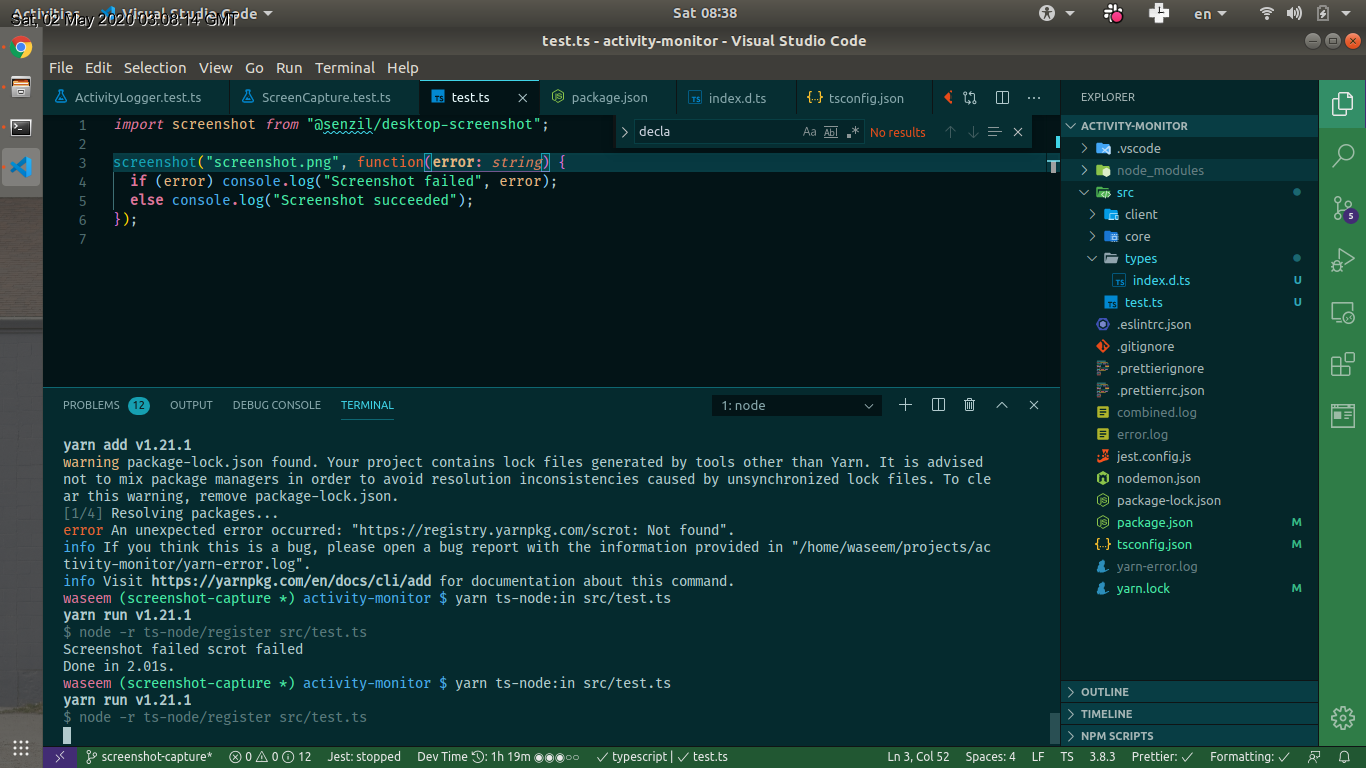 Sat, 02 May 2020 03:08:14 GMT
Visual Studio Code
Sat 08:38
en
test.ts - activity-monitor - Visual Studio Code
File Edit Selection View Go Run Terminal Help
ActivityLogger.test.ts ScreenCapture.test.ts test.ts package.json index.d.ts tsconfig.json
decla Aa Abl .* No results
1 import screenshot from "@senzil/desktop-screenshot";
2
3 screenshot("screenshot.png", function(error: string) {
4 if (error) console.log("Screenshot failed", error);
5 else console.log("Screenshot succeeded");
6 });
7
PROBLEMS 12 OUTPUT DEBUG CONSOLE TERMINAL 1: node
yarn add v1.21.1
warning package-lock.json found. Your project contains lock files generated by tools other than Yarn. It is advised
not to mix package managers in order to avoid resolution inconsistencies caused by unsynchronized lock files. To cle
ar this warning, remove package-lock.json.
[1/4] Resolving packages...
error An unexpected error occurred: "https://registry.yarnpkg.com/scrot: Not found".
info If you think this is a bug, please open a bug report with the information provided in "/home/waseem/projects/ac
tivity-monitor/yarn-error.log".
info Visit https://yarnpkg.com/en/docs/cli/add for documentation about this command.
waseem (screenshot-capture *) activity-monitor $ yarn ts-node:in src/test.ts
yarn run v1.21.1
$ node -r ts-node/register src/test.ts
Screenshot failed scrot failed
Done in 2.01s.
waseem (screenshot-capture *) activity-monitor $ yarn ts-node:in src/test.ts
yarn run v1.21.1
$ node -r ts-node/register src/test.ts
EXPLORER
ACTIVITY-MONITOR
.vscode
node_modules
src
client
core
types
index.d.ts U
test.ts U
.eslintrc.json
.gitignore
.prettierignore
.prettierrc.json
combined.log
error.log
jest.config.js
nodemon.json
package-lock.json
package.json M
tsconfig.json M
yarn-error.log
yarn.lock M
OUTLINE
TIMELINE
NPM SCRIPTS
5
screenshot-capture* 0 0 12 Jest: stopped Dev Time : 1h 19m typescript | test.ts Ln 3, Col 52 Spaces: 4 LF TS 3.8.3 Prettier: Formatting: